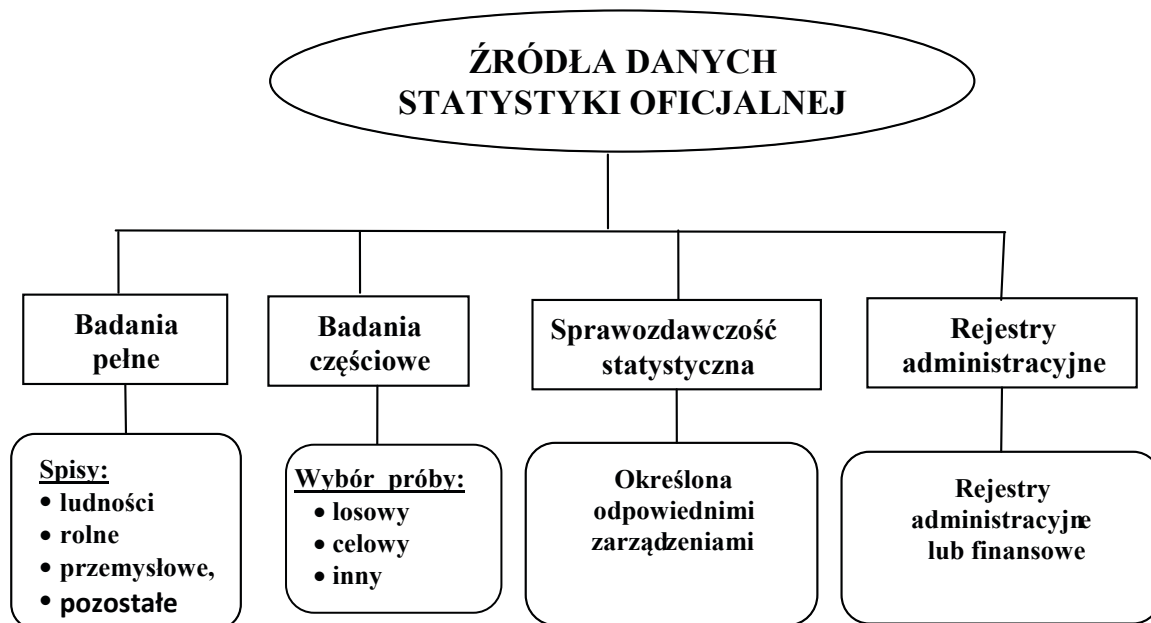 ŹRÓDŁA DANYCH
STATYSTYKI OFICJALNEJ
Badania
pełne
Badania
częściowe
Sprawozdawczość
statystyczna
Rejestry
administracyjne
Spisy:
• ludności
• rolne
• przemysłowe,
• pozostałe
Wybór próby:
• losowy
• celowy
• inny
Określona
odpowiednimi
zarządzeniami
Rejestry
administracyjne
lub finansowe